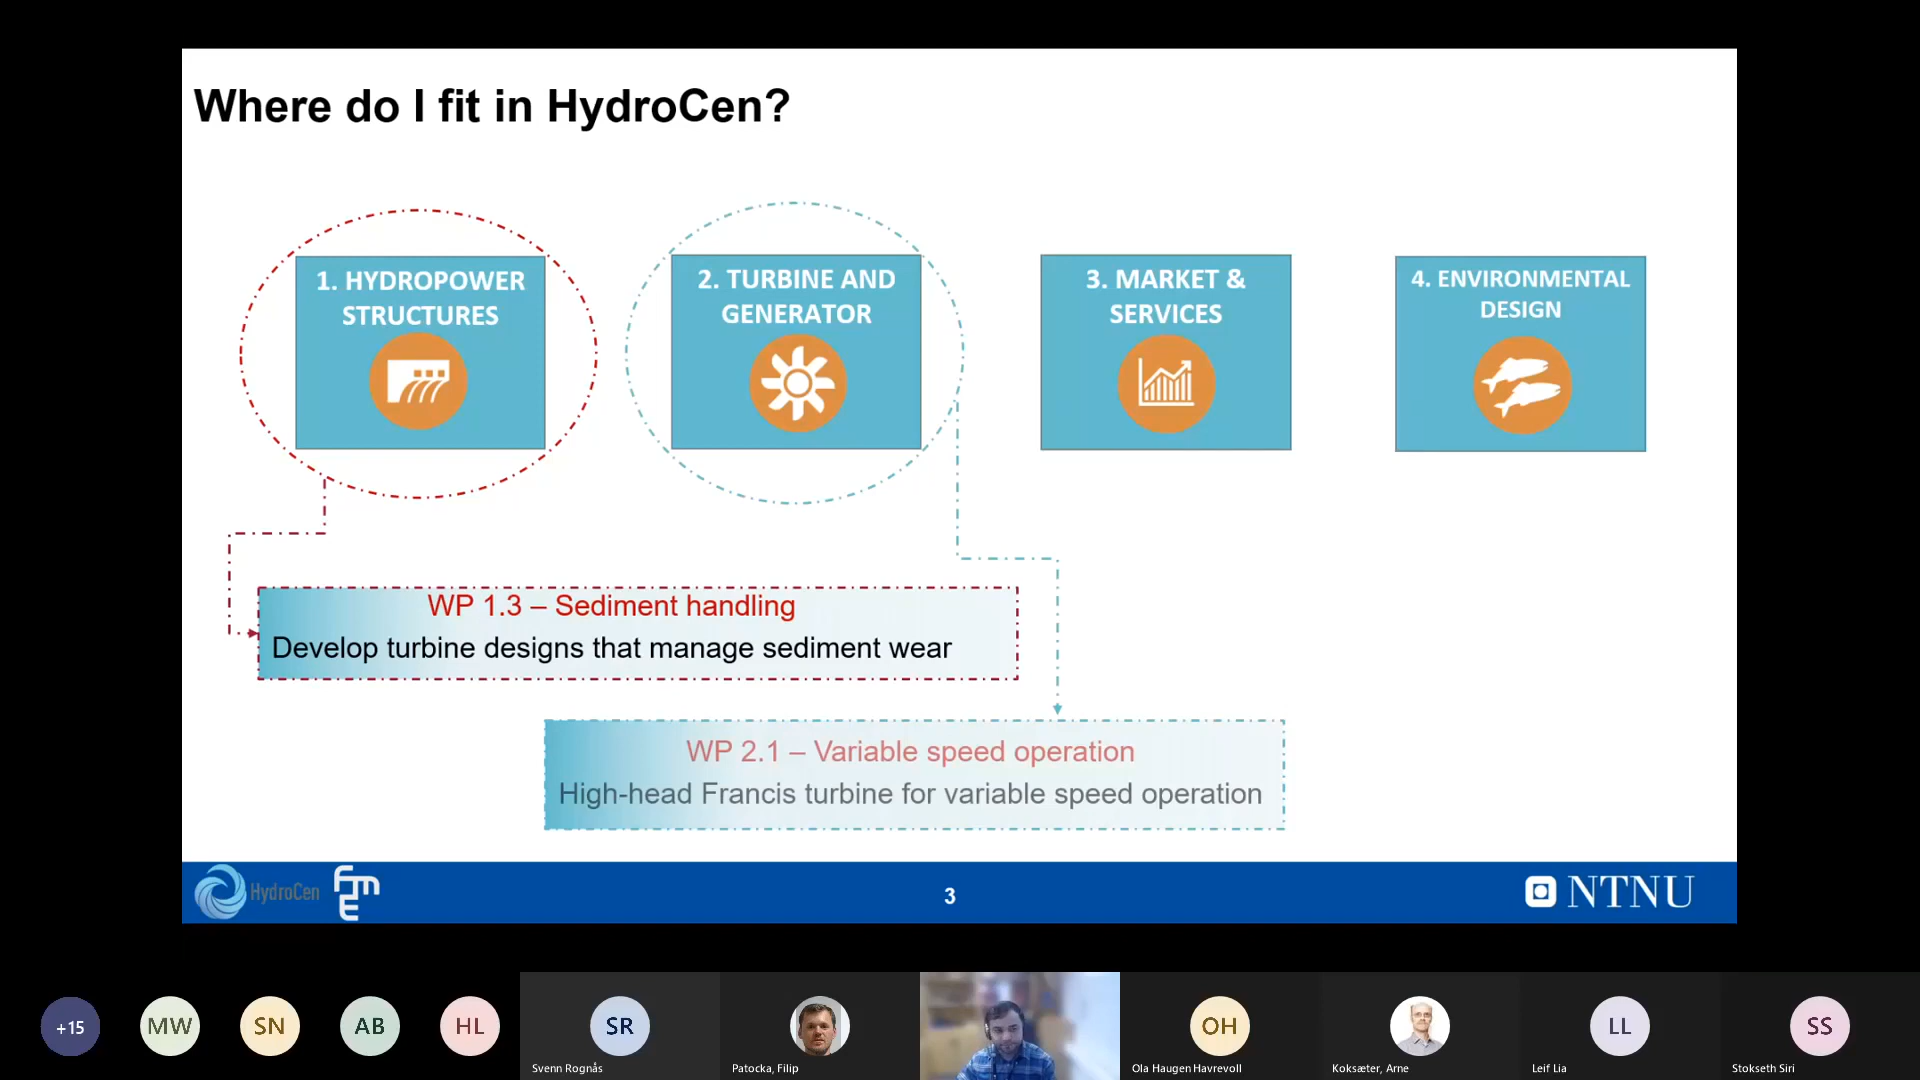 Where do I fit in HydroCen?
1. HYDROPOWER
STRUCTURES
2. TURBINE AND
GENERATOR
3. MARKET &
SERVICES
4. ENVIRONMENTAL
DESIGN
WP 1.3 – Sediment handling
Develop turbine designs that manage sediment wear
WP 2.1 – Variable speed operation
High-head Francis turbine for variable speed operation
HydroCen
FME
3
NTNU
+15
MW
SN
AB
HL
SR
Svenn Rognås
Patocka, Filip
OH
Ola Haugen Havrevoll
Koksæter, Arne
LL
Leif Lia
SS
Stokseth Siri